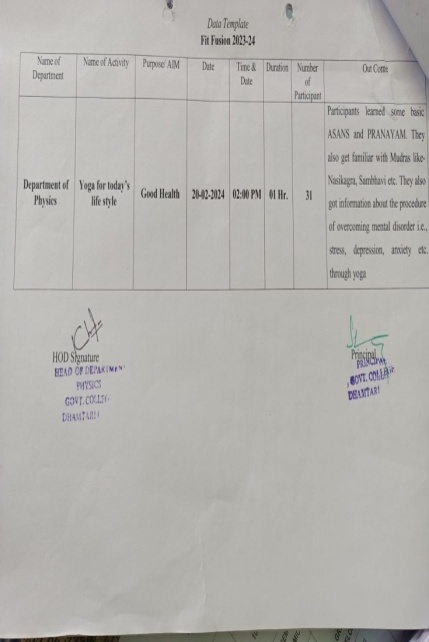 Data Template
Fit Fusion 2023-24
Name of
Department
Name of Activity
Purpose/ AIM
Date
Time &
Date
Duration
Number
of
Participant
Out Come
Department of
Physics
Yoga for today's
life style
Good Health
20-02-2024
02:00 PM
01 Hr.
31
Participants learned some basic
ASANS and PRANAYAM. They
also get familiar with Mudras like-
Nasikagra, Sambhavi etc. They also
got information about the procedure
of overcoming mental disorder i.e.,
stress, depression, anxiety etc.
through yoga
HOD Signature
HEAD OF DEPARTMENT
PHYSICS
GOVT. COLLEGE
DHAMTARI
Principal
PRINCIPAL
GOVT. COLLEGE
DHAMTARI